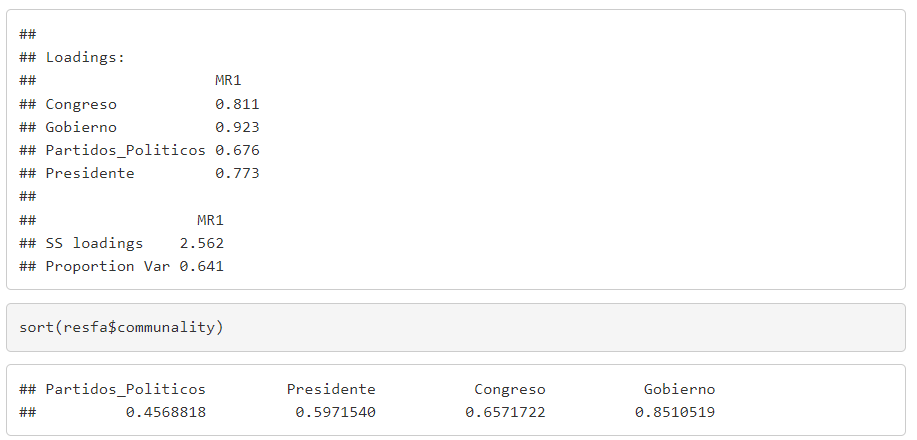 ##
## Loadings:
##                    MR1
## Congreso           0.811
## Gobierno           0.923
## Partidos_Politicos 0.676
## Presidente         0.773
##
##                  MR1
## SS loadings    2.562
## Proportion Var 0.641
sort(resfa$communality)
## Partidos_Politicos         Presidente           Congreso           Gobierno
##          0.4568818          0.5971540          0.6571722          0.8510519